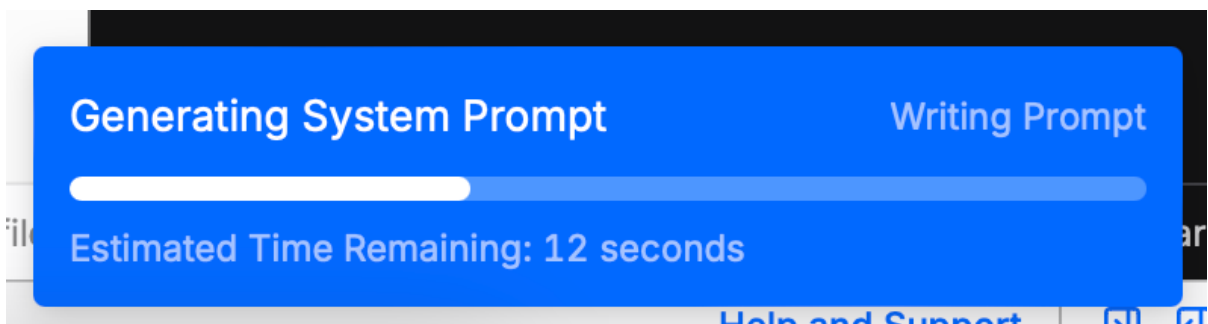 Generating System Prompt
Writing Prompt
Estimated Time Remaining: 12 seconds
Help and Support